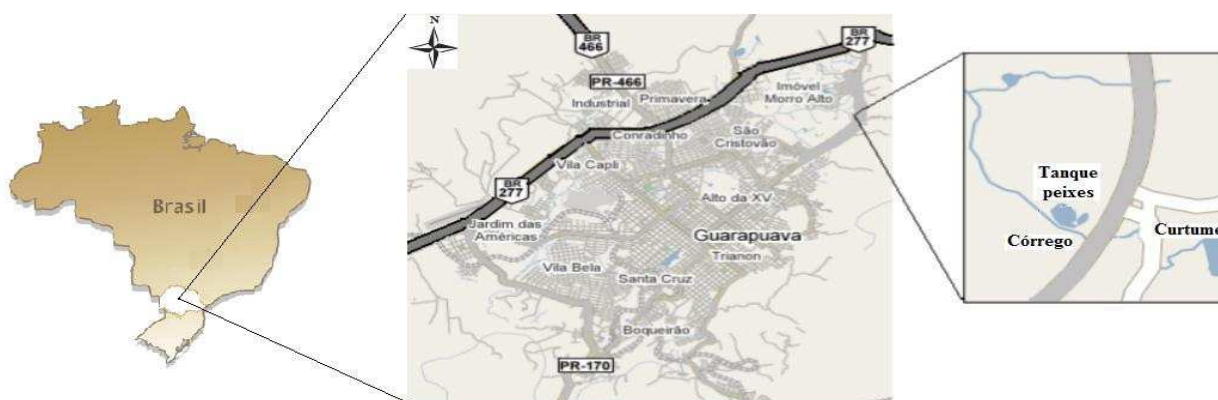 Brasil
N
BR
466
PR-466
BR
277
Industrial
Primavera
Imóvel
Morro Alto
Conradinho
São
Cristovão
Vila Capli
BR
277
Alto da XV
Jardim das
Américas
Guarapuava
Trianon
Vila Bela
Santa Cruz
Boqueirão
PR-170
Tanque
peixes
Córrego
Curtume